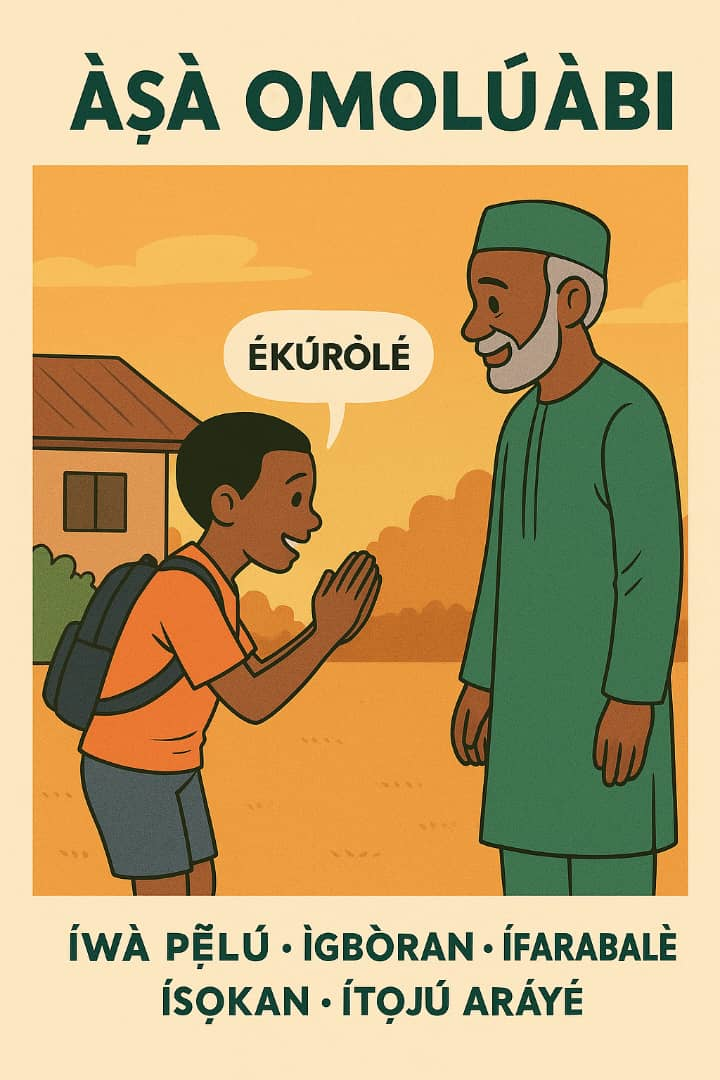 ÀṢÀ OMOLÚÀBI
ÉKÚRÒLÉ
ÍWÀ PẸ̃LÚ • ÌGBÒRAN • ÍFARABALÈ
ÍSỌKAN • ÍTỌJÚ ARÁYÉ